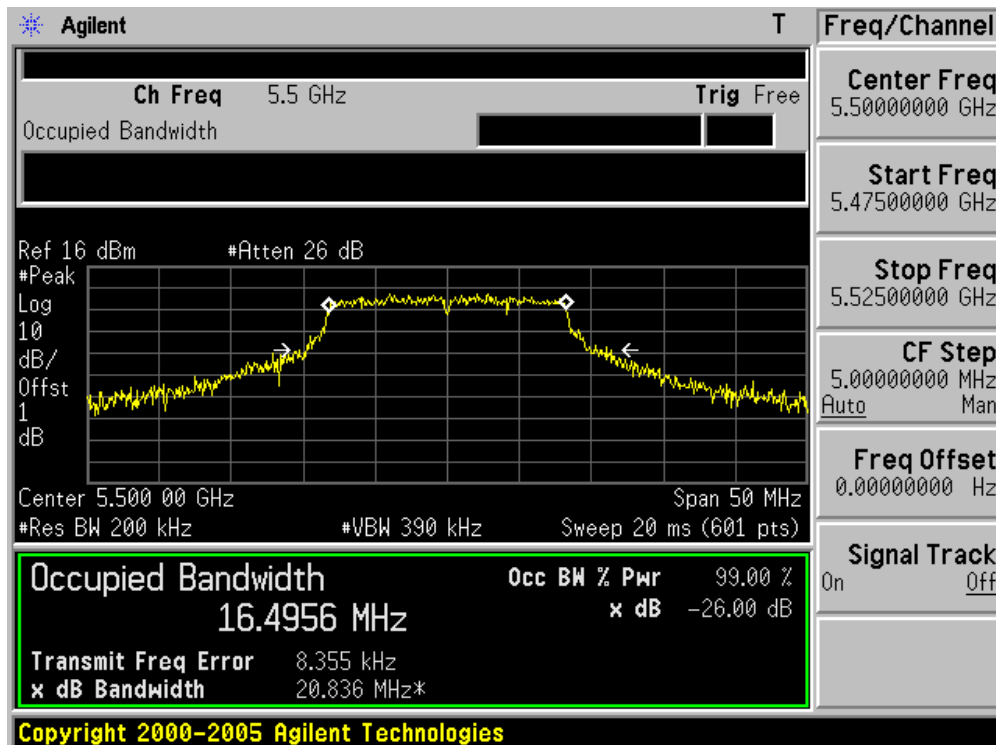 Agilent T
Freq/Channel
Ch Freq 5.5 GHz Trig Free
Occupied Bandwidth
Center Freq
5.50000000 GHz
Start Freq
5.47500000 GHz
Stop Freq
5.52500000 GHz
CF Step
5.00000000 MHz
Auto Man
Freq Offset
0.00000000 Hz
Signal Track
On Off
Ref 16 dBm #Atten 26 dB
#Peak
Log
10
dB/
Offst
1
dB
Center 5.500 00 GHz Span 50 MHz
#Res BW 200 kHz #VBW 390 kHz Sweep 20 ms (601 pts)
Occupied Bandwidth
16.4956 MHz
Occ BW % Pwr 99.00 %
x dB -26.00 dB
Transmit Freq Error 8.355 kHz
x dB Bandwidth 20.836 MHz*
Copyright 2000-2005 Agilent Technologies